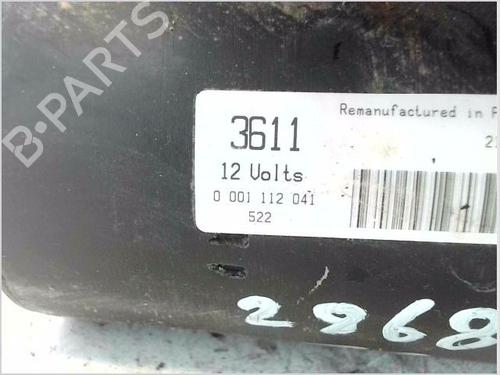 B-PARTS
Remanufactured in
3611
12 Volts
0 001 112 041
522
2868